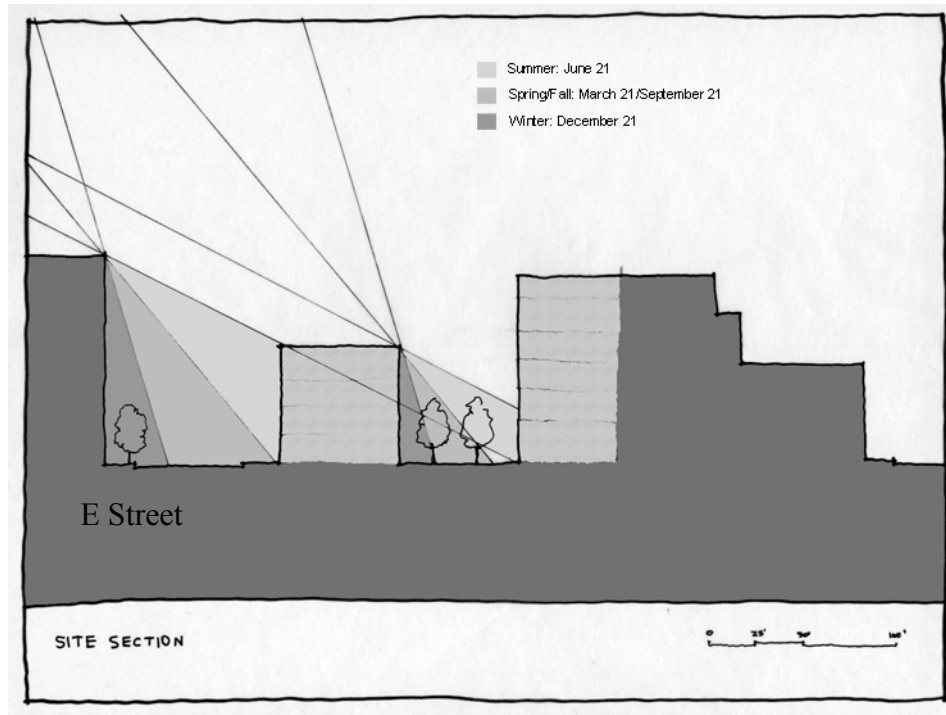 Summer: June 21
Spring/Fall: March 21/September 21
Winter: December 21
E Street
SITE SECTION
0 25' 50' 100'